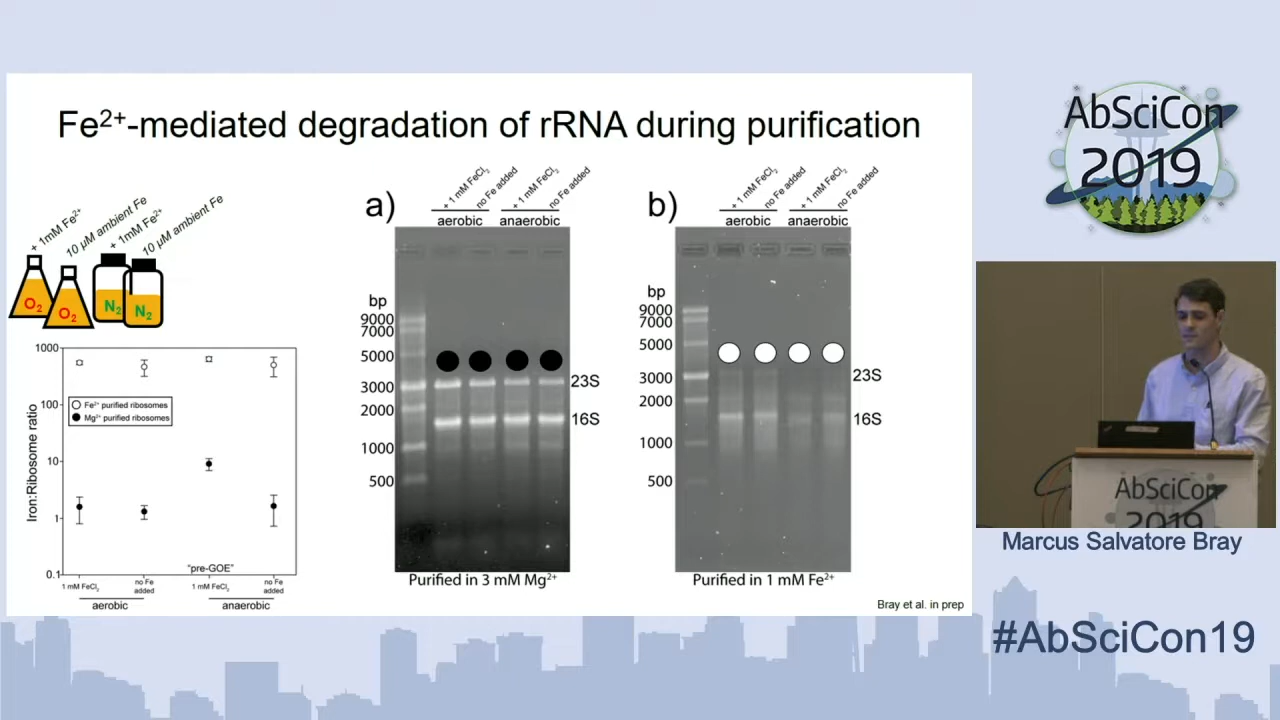 Fe²⁺-mediated degradation of rRNA during purification
+ 1mM Fe²⁺
10 µM ambient Fe
+ 1mM Fe²⁺
10 µM ambient Fe
O₂
O₂
N₂
N₂
Iron:Ribosome ratio
1000
100
10
1
0.1
Fe²⁺ purified ribosomes
Mg²⁺ purified ribosomes
"pre-GOE"
1 mM FeCl₂
no Fe
added
1 mM FeCl₂
no Fe
added
aerobic
anaerobic
a)
+ 1 mM FeCl₂
no Fe added
+ 1 mM FeCl₂
no Fe added
aerobic
anaerobic
bp
9000
7000
5000
3000
2000
1000
500
23S
16S
Purified in 3 mM Mg²⁺
b)
+ 1 mM FeCl₂
no Fe added
+ 1 mM FeCl₂
no Fe added
aerobic
anaerobic
bp
9000
7000
5000
3000
2000
1000
500
23S
16S
Purified in 1 mM Fe²⁺
Bray et al. in prep
AbSciCon
2019
AbSciCon
2019
Marcus Salvatore Bray
#AbSciCon19